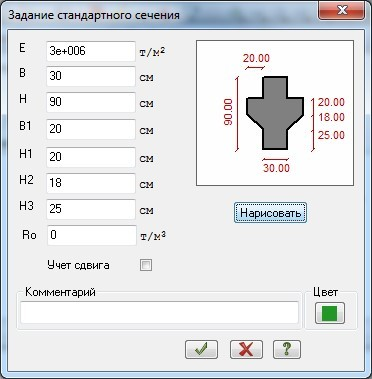 Задание стандартного сечения
E 3e+006 т/м²
B 30 см
H 90 см
B1 20 см
H1 20 см
H2 18 см
H3 25 см
Ro 0 т/м³
Учет сдвига
20.00
90.00
20.00
18.00
25.00
30.00
Нарисовать
Комментарий
Цвет
?